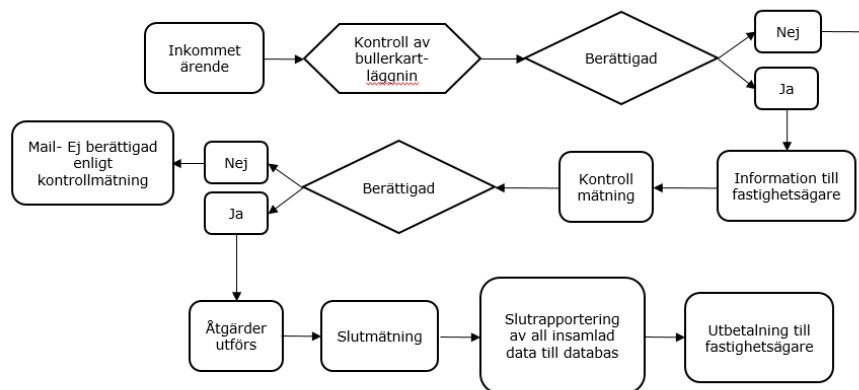 Inkommet
ärende
Kontroll av
bullerkart-
läggnin
Berättigad
Nej
Ja
Information till
fastighetsägare
Kontroll
mätning
Berättigad
Nej
Mail- Ej berättigad
enligt
kontrollmätning
Ja
Åtgärder
utförs
Slutmätning
Slutrapportering
av all insamlad
data till databas
Utbetalning till
fastighetsägare